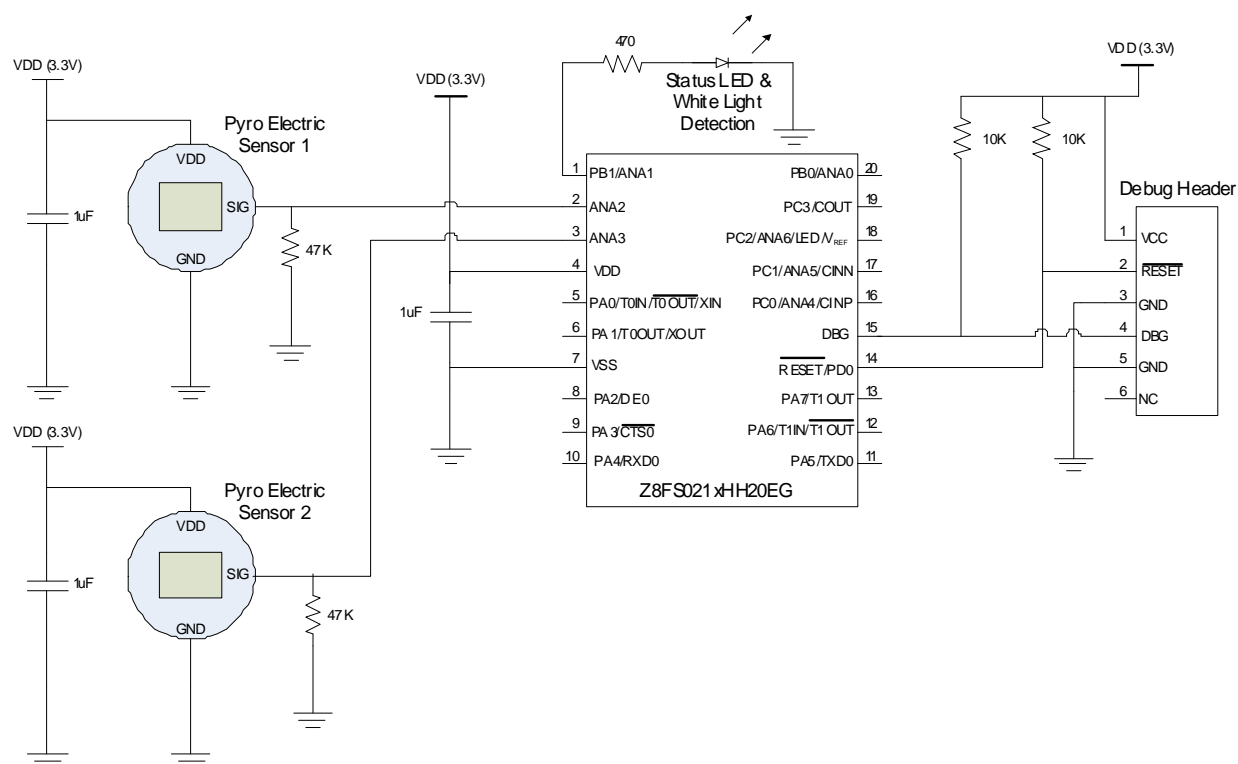 VDD (3.3V)
Pyro Electric
Sensor 1
VDD
SIG
GND
1uF
47K
VDD (3.3V)
Pyro Electric
Sensor 2
VDD
SIG
GND
1uF
47K
VDD (3.3V)
1uF
470
Status LED &
White Light
Detection
1 PB1/ANA1
2 ANA2
3 ANA3
4 VDD
5 PA0/T0IN/T0OUT/XIN
6 PA1/T0OUT/XOUT
7 VSS
8 PA2/DE0
9 PA3/CTS0
10 PA4/RXD0
PB0/ANA0 20
PC3/COUT 19
PC2/ANA6/LED/VREF 18
PC1/ANA5/CINN 17
PC0/ANA4/CINP 16
DBG 15
RESET/PD0 14
PA7/T1OUT 13
PA6/T1IN/T1OUT 12
PA5/TXD0 11
Z8FS021xHH20EG
VDD (3.3V)
10K
10K
Debug Header
1 VCC
2 RESET
3 GND
4 DBG
5 GND
6 NC